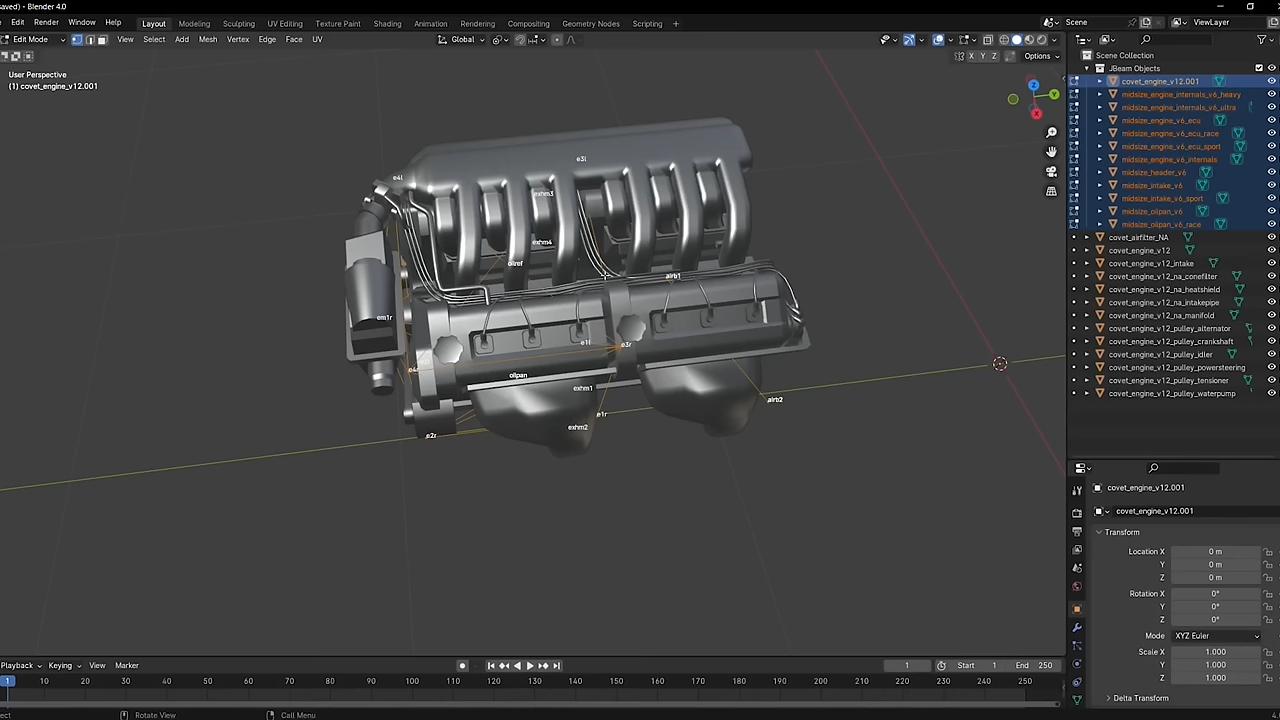 saved) - Blender 4.0
Edit Render Window Help Layout Modeling Sculpting UV Editing Texture Paint Shading Animation Rendering Compositing Geometry Nodes Scripting + Scene ViewLayer
Edit Mode View Select Add Mesh Vertex Edge Face UV Global
X Y Z Options
User Perspective
(1) covet_engine_v12.001
Z
Y
X
e3l
e4l
exhm3
exhm4
oilref
airb1
em1r
e1l
e3r
e4r
oilpan
exhm1
airb2
e1r
exhm2
e2r
Scene Collection
JBeam Objects
covet_engine_v12.001
midsize_engine_internals_v6_heavy
midsize_engine_internals_v6_ultra
midsize_engine_v6_ecu
midsize_engine_v6_ecu_race
midsize_engine_v6_ecu_sport
midsize_engine_v6_internals
midsize_header_v6
midsize_intake_v6
midsize_intake_v6_sport
midsize_oilpan_v6
midsize_oilpan_v6_race
covet_airfilter_NA
covet_engine_v12
covet_engine_v12_intake
covet_engine_v12_na_conefilter
covet_engine_v12_na_heatshield
covet_engine_v12_na_intakepipe
covet_engine_v12_na_manifold
covet_engine_v12_pulley_alternator
covet_engine_v12_pulley_crankshaft
covet_engine_v12_pulley_idler
covet_engine_v12_pulley_powersteering
covet_engine_v12_pulley_tensioner
covet_engine_v12_pulley_waterpump
covet_engine_v12.001
covet_engine_v12.001
Transform
Location X 0 m
Y 0 m
Z 0 m
Rotation X 0°
Y 0°
Z 0°
Mode XYZ Euler
Scale X 1.000
Y 1.000
Z 1.000
Delta Transform
Playback Keying View Marker 1 Start 1 End 250
1 10 20 30 40 50 60 70 80 90 100 110 120 130 140 150 160 170 180 190 200 210 220 230 240 250
ect Rotate View Call Menu